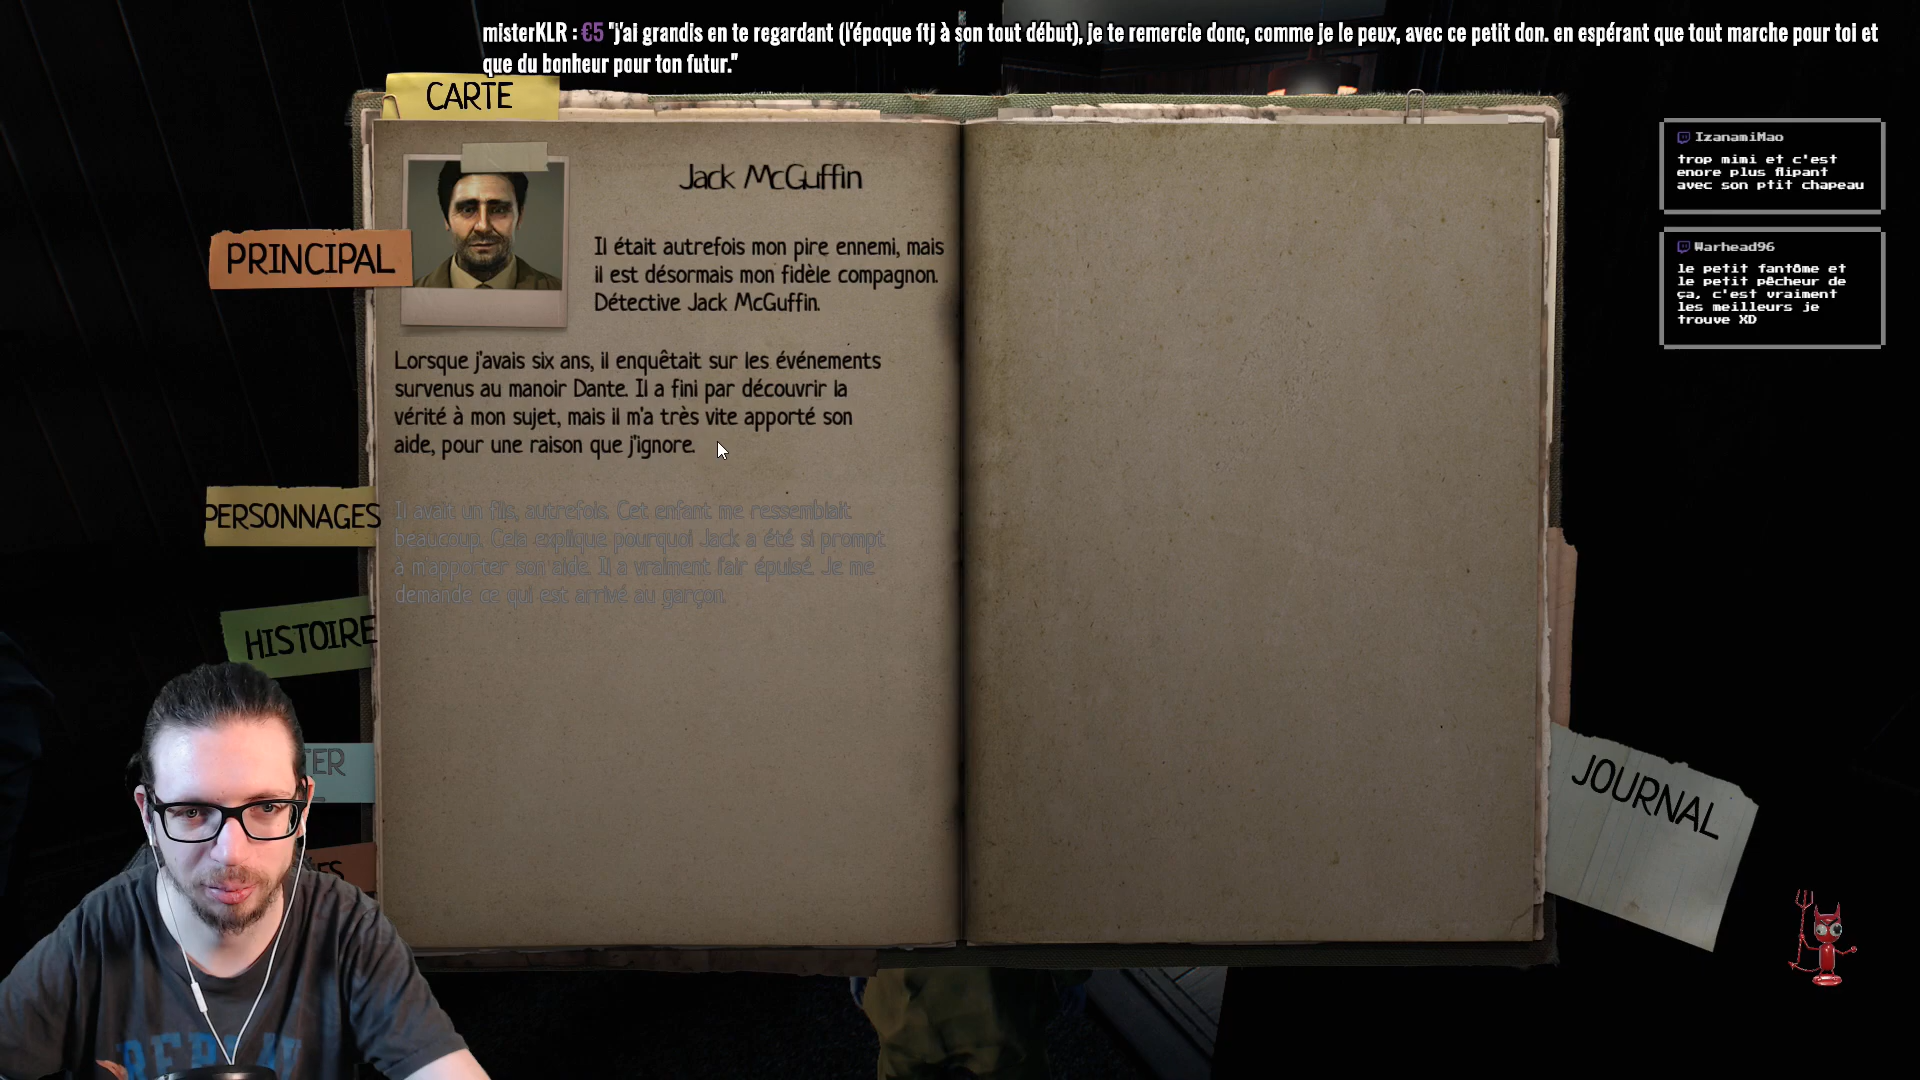 misterKLR : €5 "j'ai grandis en te regardant (l'époque ftj à son tout début), je te remercie donc, comme je le peux, avec ce petit don. en espérant que tout marche pour toi et
que du bonheur pour ton futur."
CARTE
Jack McGuffin
Il était autrefois mon pire ennemi, mais
il est désormais mon fidèle compagnon.
Détective Jack McGuffin.
PRINCIPAL
Lorsque j'avais six ans, il enquêtait sur les événements
survenus au manoir Dante. Il a fini par découvrir la
vérité à mon sujet, mais il m'a très vite apporté son
aide, pour une raison que j'ignore.
PERSONNAGES
Il avait un fils, autrefois. Cet enfant me ressemblait
beaucoup. Cela explique pourquoi Jack a été si prompt
à m'apporter son aide. Il a vraiment l'air épuisé. Je me
demande ce qui est arrivé au garçon.
HISTOIRE
TER
ES
JOURNAL
IzanamiMao
trop mimi et c'est
enore plus flipant
avec son ptit chapeau
Warhead96
le petit fantôme et
le petit pêcheur de
ça, c'est vraiment
les meilleurs je
trouve XD